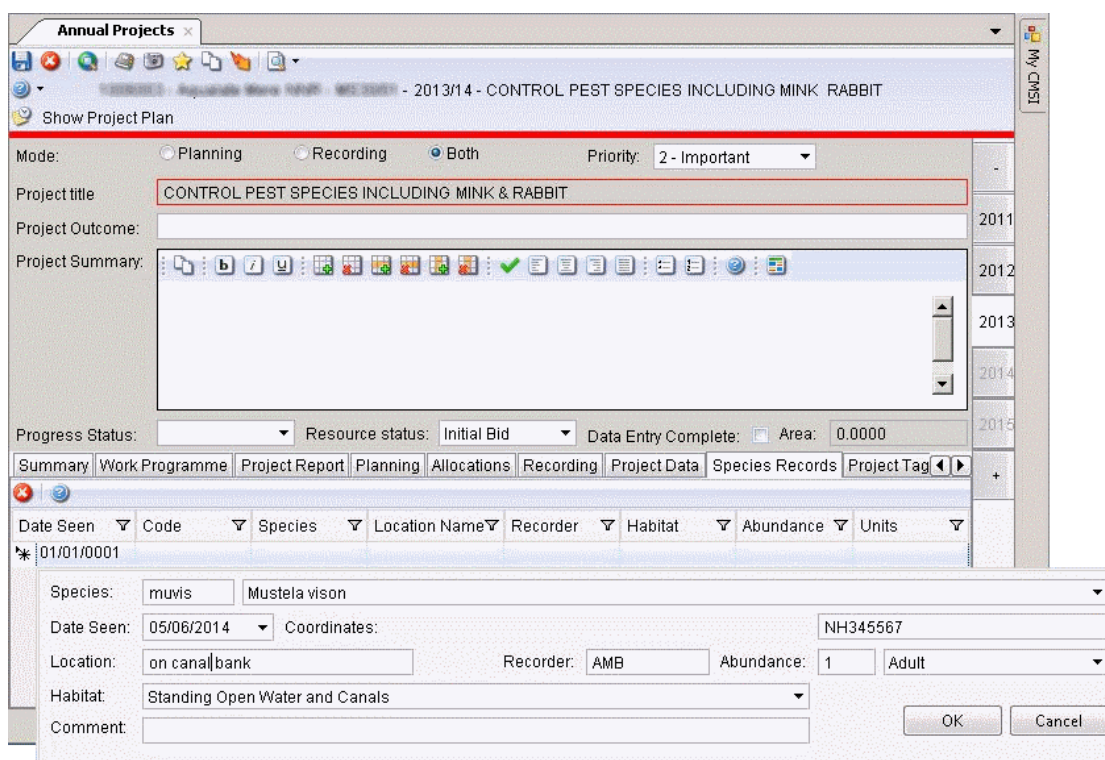 Annual Projects
My CMSI
- 2013/14 - CONTROL PEST SPECIES INCLUDING MINK RABBIT
Show Project Plan
Mode: Planning Recording Both Priority: 2 - Important
-
Project title CONTROL PEST SPECIES INCLUDING MINK & RABBIT
2011
Project Outcome:
Project Summary: b i u
2012
2013
2014
2015
Progress Status: Resource status: Initial Bid Data Entry Complete: Area: 0.0000
Summary Work Programme Project Report Planning Allocations Recording Project Data Species Records Project Tag
+
Date Seen Code Species Location Name Recorder Habitat Abundance Units
01/01/0001
Species: muvis Mustela vison
Date Seen: 05/06/2014 Coordinates: NH345567
Location: on canal bank Recorder: AMB Abundance: 1 Adult
Habitat: Standing Open Water and Canals
Comment: OK Cancel